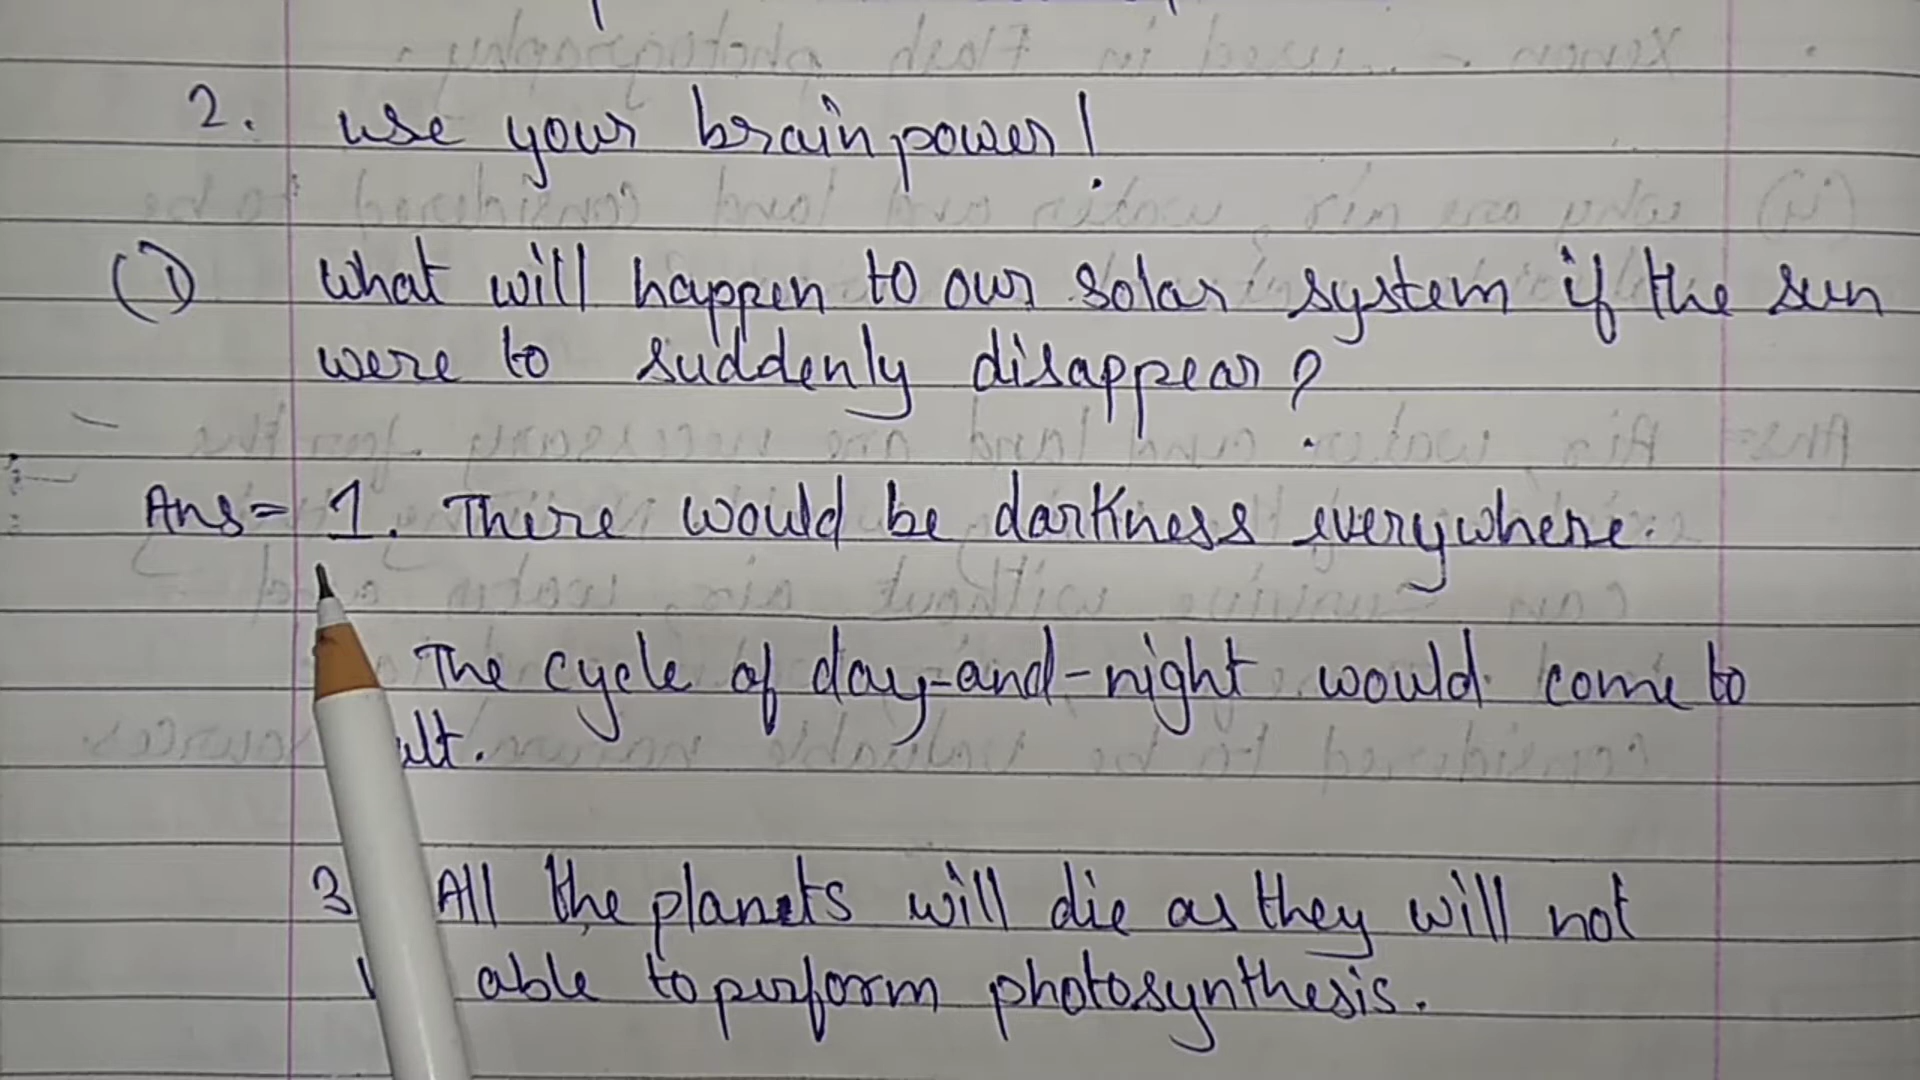 2. use your brain power!
(1) what will happen to our solar system if the sun
were to suddenly disappear?
Ans= 1. There would be darkness everywhere.
The cycle of day-and-night would come to
ult.
3 All the planets will die as they will not
able to perform photosynthesis.